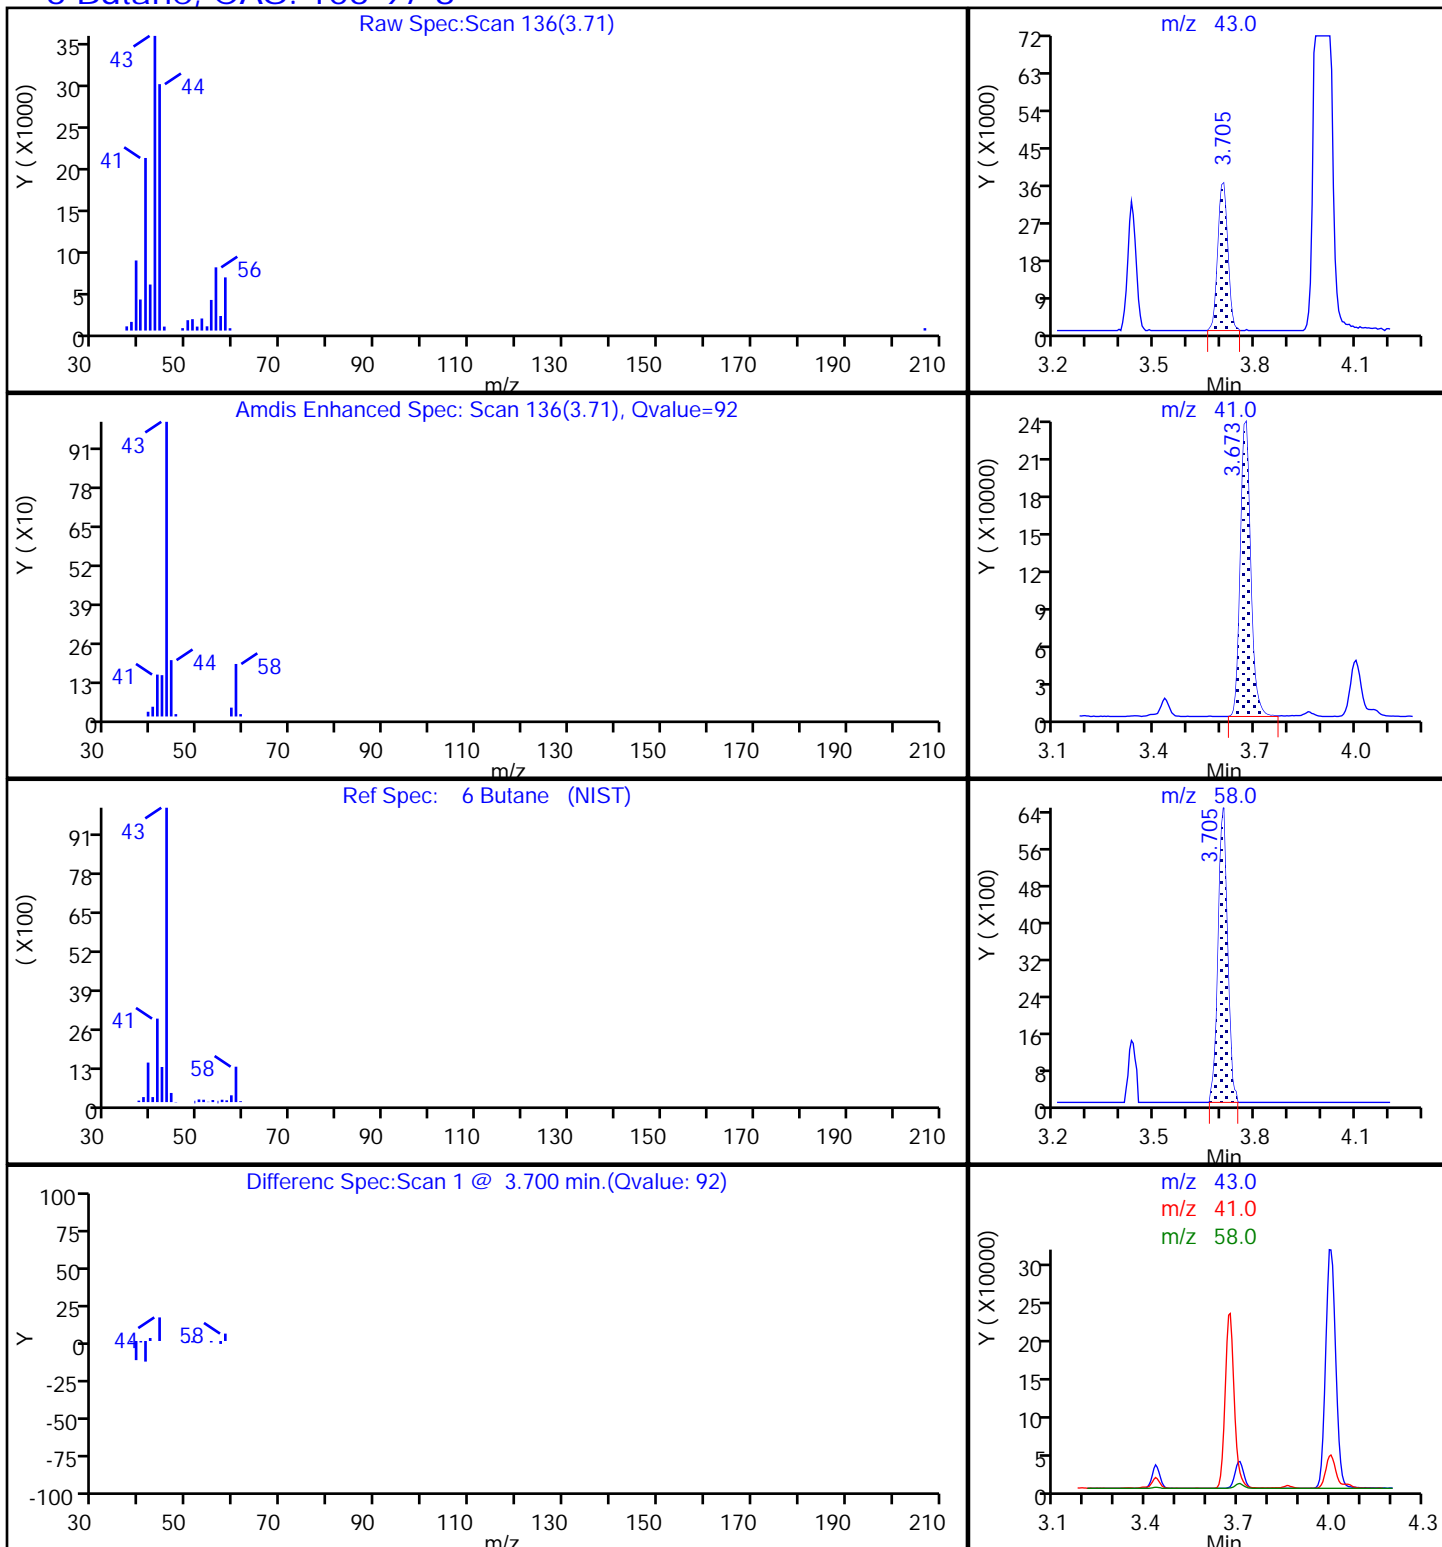 6 Butane, CAS: 106-97-8
Raw Spec:Scan 136(3.71)
Y ( X1000)
35
30
25
20
15
10
5
0
43
44
41
56
30 50 70 90 110 130 150 170 190 210
m/z
m/z 43.0
Y ( X1000)
72
63
54
45
36
27
18
9
0
3.705
3.2 3.5 3.8 4.1
Min
Amdis Enhanced Spec: Scan 136(3.71), Qvalue=92
Y ( X10)
91
78
65
52
39
26
13
0
43
41
44
58
30 50 70 90 110 130 150 170 190 210
m/z
m/z 41.0
Y ( X10000)
24
21
18
15
12
9
6
3
0
3.673
3.1 3.4 3.7 4.0
Min
Ref Spec: 6 Butane (NIST)
( X100)
91
78
65
52
39
26
13
0
43
41
58
30 50 70 90 110 130 150 170 190 210
m/z
m/z 58.0
Y ( X100)
64
56
48
40
32
24
16
8
0
3.705
3.2 3.5 3.8 4.1
Min
Differenc Spec:Scan 1 @ 3.700 min.(Qvalue: 92)
Y
100
75
50
25
0
-25
-50
-75
-100
44
58
30 50 70 90 110 130 150 170 190 210
m/z
m/z 43.0
m/z 41.0
m/z 58.0
Y ( X10000)
30
25
20
15
10
5
0
3.1 3.4 3.7 4.0 4.3
Min